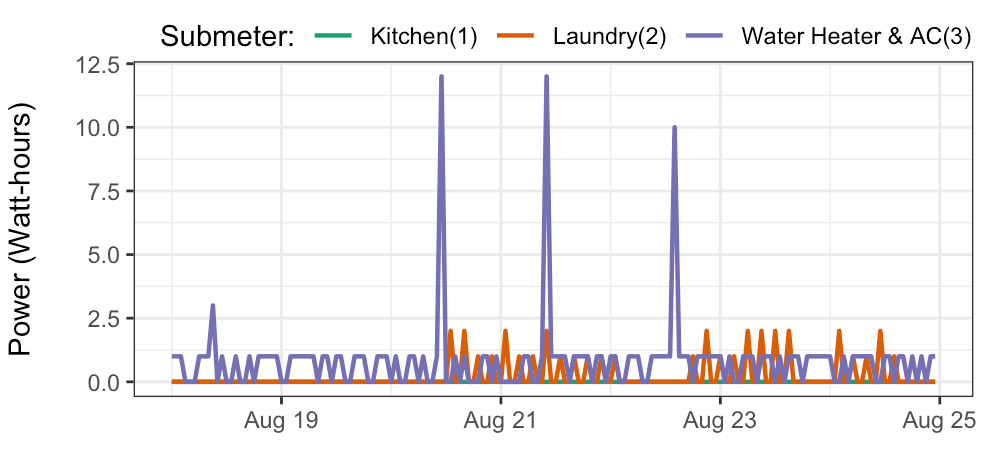 Submeter: Kitchen(1) Laundry(2) Water Heater & AC(3)
Power (Watt-hours)
12.5
10.0
7.5
5.0
2.5
0.0
Aug 19 Aug 21 Aug 23 Aug 25